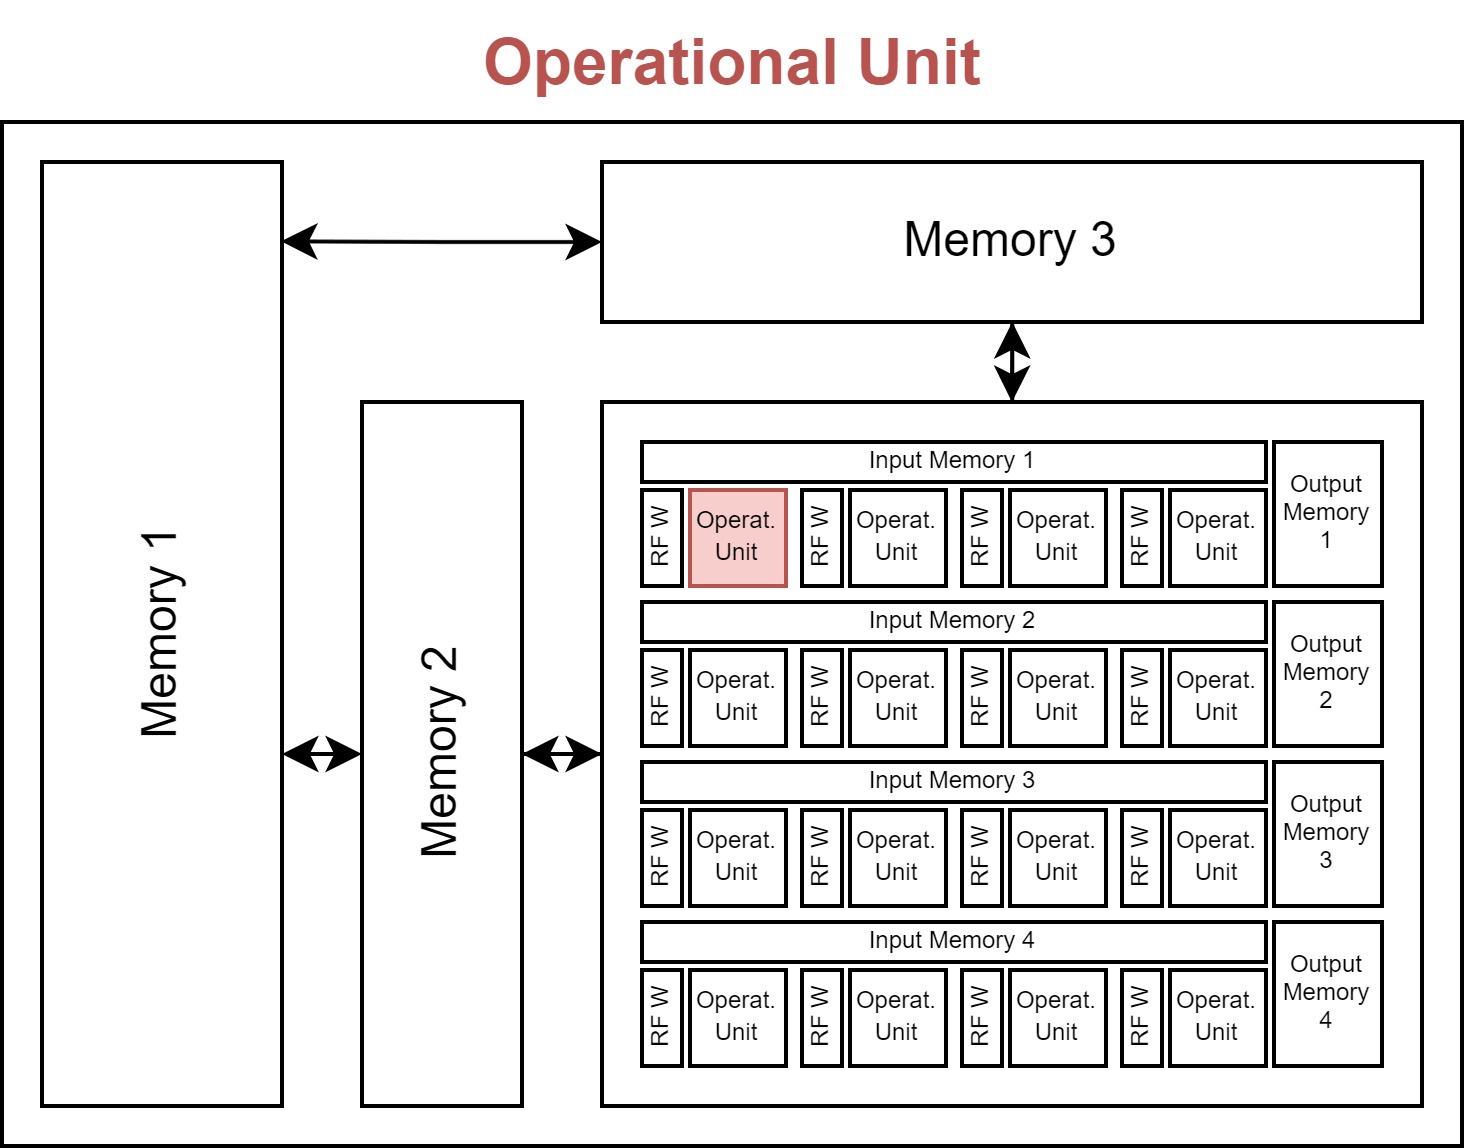 Operational Unit
Memory 1
Memory 2
Memory 3
Input Memory 1
RF W
Operat.
Unit
RF W
Operat.
Unit
RF W
Operat.
Unit
RF W
Operat.
Unit
Output
Memory
1
Input Memory 2
RF W
Operat.
Unit
RF W
Operat.
Unit
RF W
Operat.
Unit
RF W
Operat.
Unit
Output
Memory
2
Input Memory 3
RF W
Operat.
Unit
RF W
Operat.
Unit
RF W
Operat.
Unit
RF W
Operat.
Unit
Output
Memory
3
Input Memory 4
RF W
Operat.
Unit
RF W
Operat.
Unit
RF W
Operat.
Unit
RF W
Operat.
Unit
Output
Memory
4